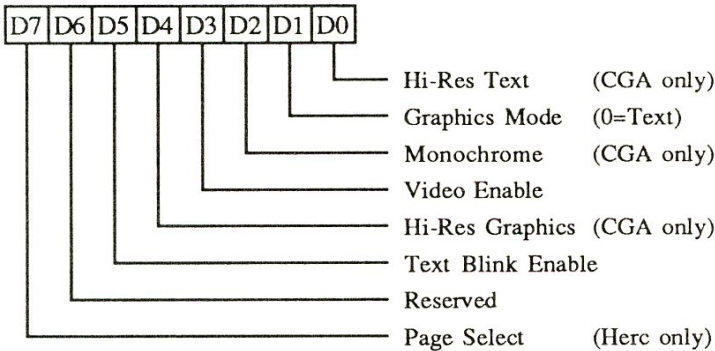 D7 D6 D5 D4 D3 D2 D1 D0
Hi-Res Text (CGA only)
Graphics Mode (0=Text)
Monochrome (CGA only)
Video Enable
Hi-Res Graphics (CGA only)
Text Blink Enable
Reserved
Page Select (Herc only)